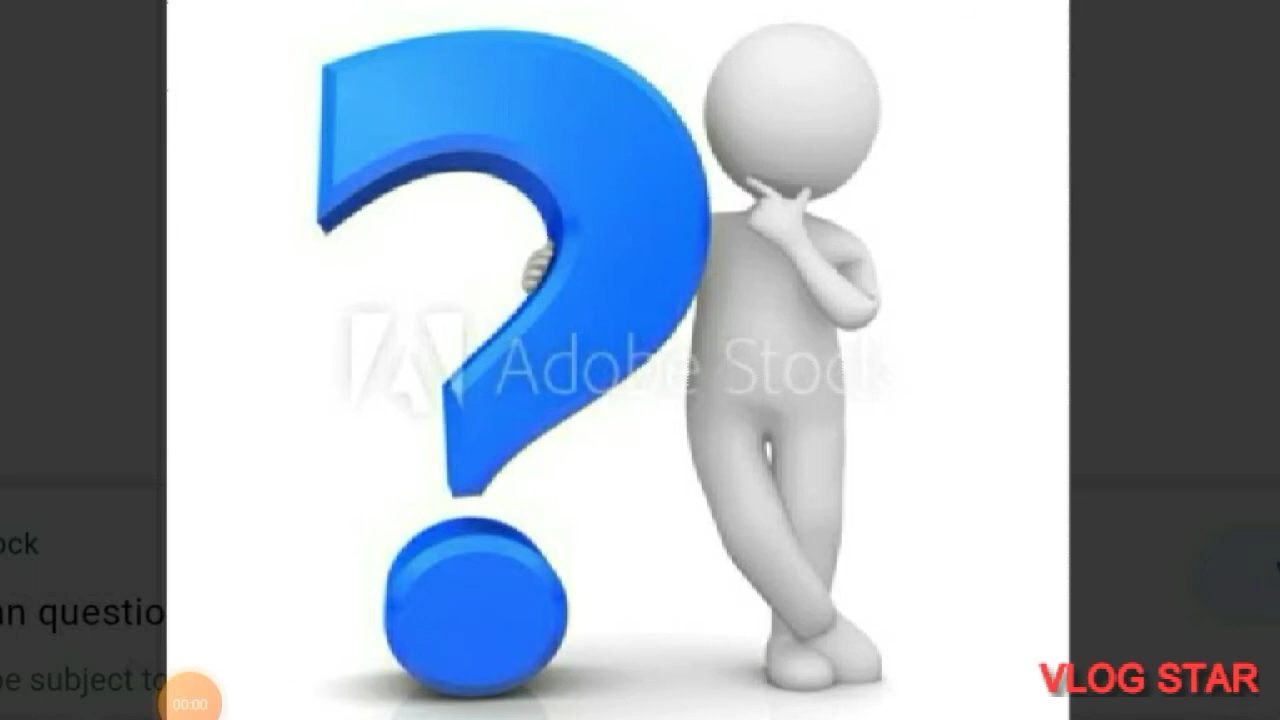 Adobe Stock
ock
an questio
be subject to
00:00
VLOG STAR